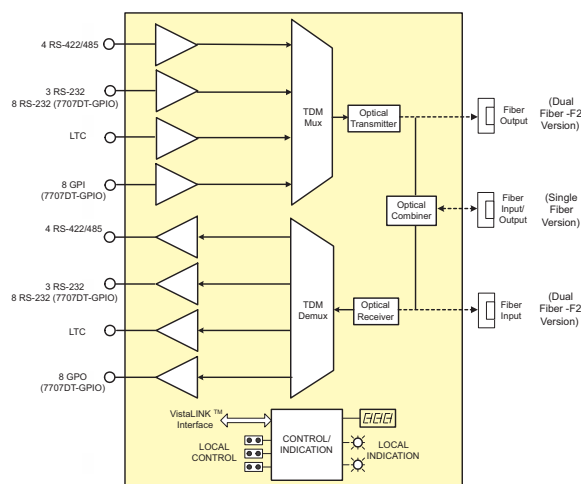 4 RS-422/485
3 RS-232
8 RS-232 (7707DT-GPIO)
LTC
8 GPI
(7707DT-GPIO)
TDM
Mux
Optical
Transmitter
Fiber
Output
(Dual
Fiber -F2
Version)
Optical
Combiner
Fiber
Input/
Output
(Single
Fiber
Version)
4 RS-422/485
3 RS-232
8 RS-232 (7707DT-GPIO)
LTC
8 GPO
(7707DT-GPIO)
TDM
Demux
Optical
Receiver
Fiber
Input
(Dual
Fiber -F2
Version)
VistaLINK ™
Interface
LOCAL
CONTROL
CONTROL/
INDICATION
LOCAL
INDICATION